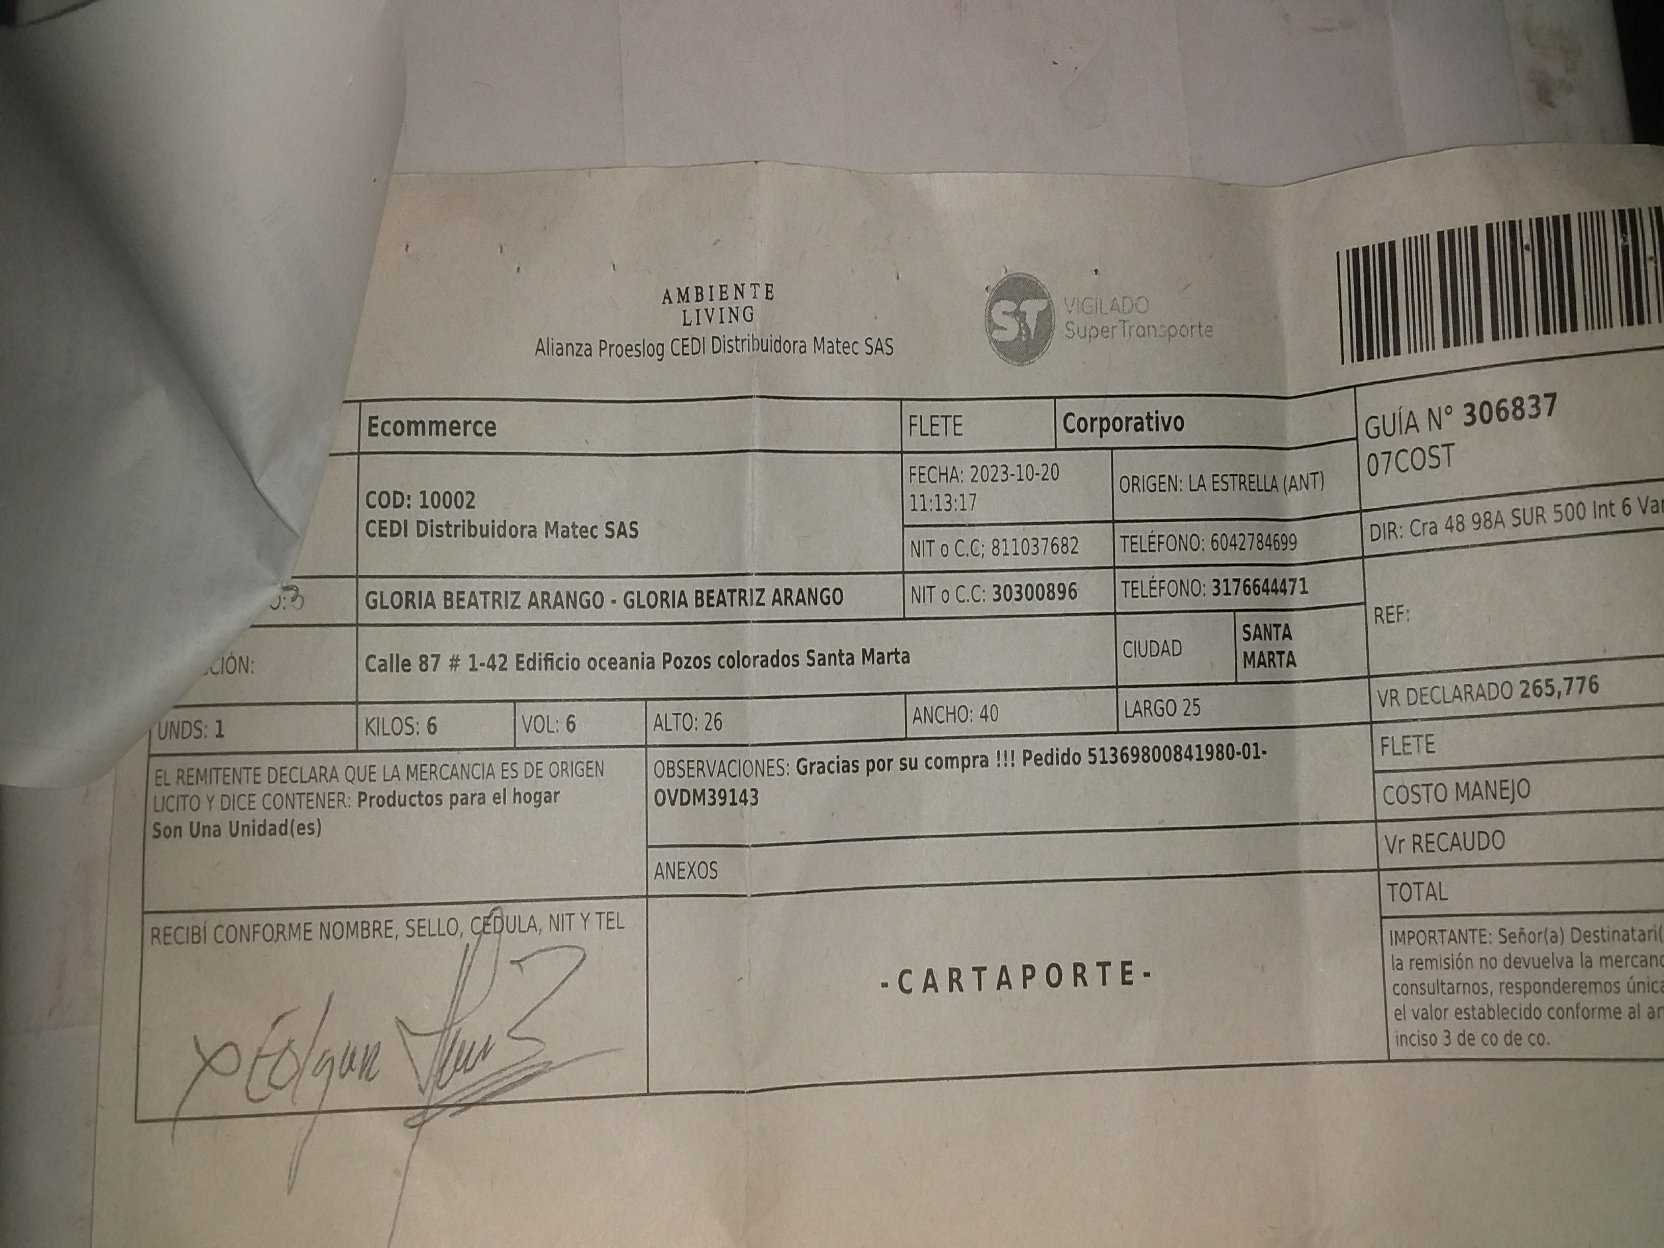 AMBIENTE
LIVING
Alianza Proeslog CEDI Distribuidora Matec SAS
ST
VIGILADO
SuperTransporte
Ecommerce
FLETE
Corporativo
GUÍA N° 306837
07COST
COD: 10002
CEDI Distribuidora Matec SAS
FECHA: 2023-10-20
11:13:17
ORIGEN: LA ESTRELLA (ANT)
NIT o C.C; 811037682
TELÉFONO: 6042784699
DIR: Cra 48 98A SUR 500 Int 6
GLORIA BEATRIZ ARANGO - GLORIA BEATRIZ ARANGO
NIT o C.C: 30300896
TELÉFONO: 3176644471
REF:
CIÓN:
Calle 87 # 1-42 Edificio oceania Pozos colorados Santa Marta
CIUDAD
SANTA
MARTA
UNDS: 1
KILOS: 6
VOL: 6
ALTO: 26
ANCHO: 40
LARGO 25
VR DECLARADO 265,776
EL REMITENTE DECLARA QUE LA MERCANCIA ES DE ORIGEN
LICITO Y DICE CONTENER: Productos para el hogar
Son Una Unidad(es)
OBSERVACIONES: Gracias por su compra !!! Pedido 51369800841980-01-
OVDM39143
FLETE
COSTO MANEJO
Vr RECAUDO
ANEXOS
TOTAL
RECIBÍ CONFORME NOMBRE, SELLO, CEDULA, NIT Y TEL
Edgar
-CARTAPORTE-
IMPORTANTE: Señor(a) Destinatari(
la remisión no devuelva la mercanc
consultarnos, responderemos única
el valor establecido conforme al ar
inciso 3 de co de co.